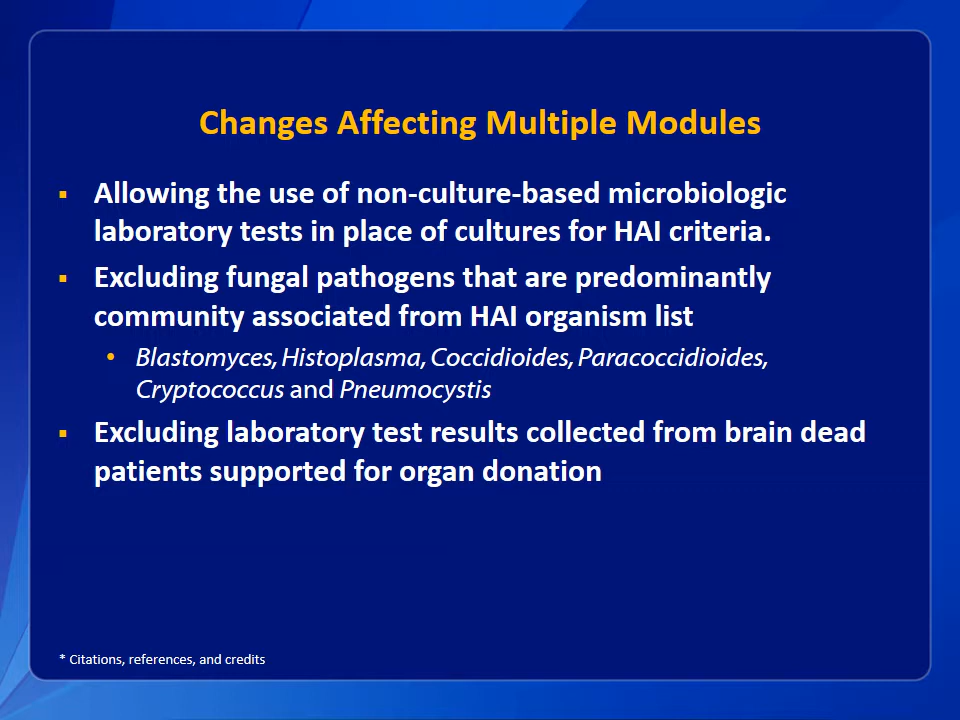 Changes Affecting Multiple Modules
▪ Allowing the use of non-culture-based microbiologic
laboratory tests in place of cultures for HAI criteria.
▪ Excluding fungal pathogens that are predominantly
community associated from HAI organism list
• Blastomyces, Histoplasma, Coccidioides, Paracoccidioides,
Cryptococcus and Pneumocystis
▪ Excluding laboratory test results collected from brain dead
patients supported for organ donation
* Citations, references, and credits